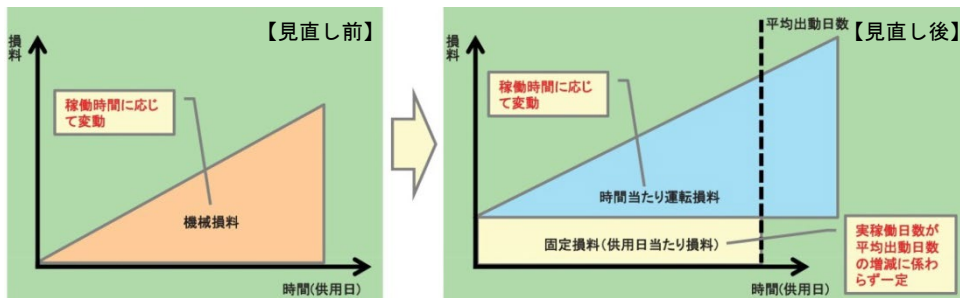 【見直し前】
損料
稼働時間に応じ
て変動
機械損料
時間(供用日)
平均出動日数
【見直し後】
損料
稼働時間に応じ
て変動
時間当たり運転損料
固定損料(供用日当たり損料)
実稼働日数が
平均出動日数
の増減に係わ
らず一定
時間(供用日)